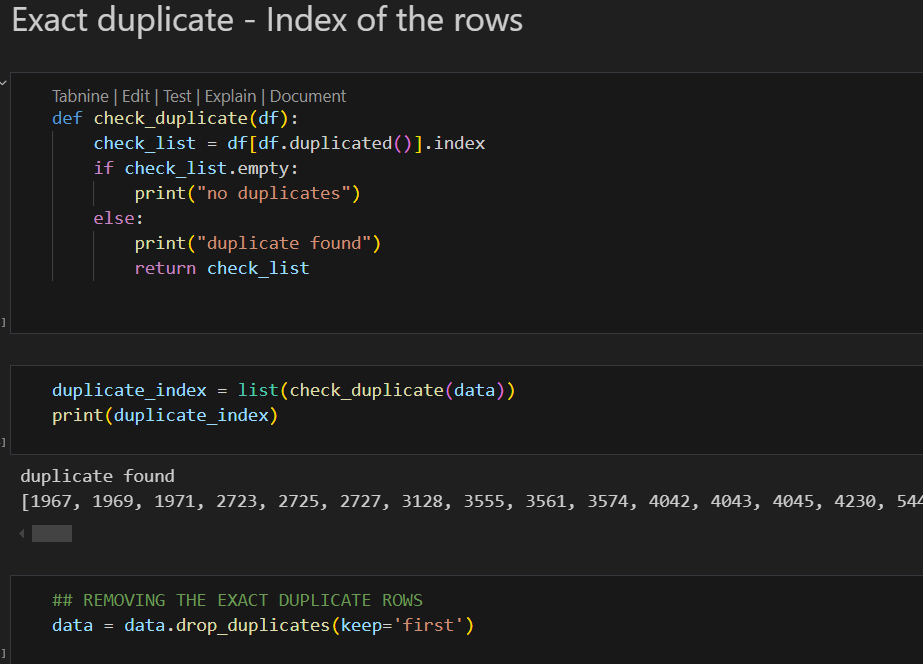 Exact duplicate - Index of the rows
Tabnine | Edit | Test | Explain | Document
def check_duplicate(df):
    check_list = df[df.duplicated()].index
    if check_list.empty:
        print("no duplicates")
    else:
        print("duplicate found")
        return check_list
]
duplicate_index = list(check_duplicate(data))
print(duplicate_index)
]
duplicate found
[1967, 1969, 1971, 2723, 2725, 2727, 3128, 3555, 3561, 3574, 4042, 4043, 4045, 4230, 544
## REMOVING THE EXACT DUPLICATE ROWS
data = data.drop_duplicates(keep='first')
]